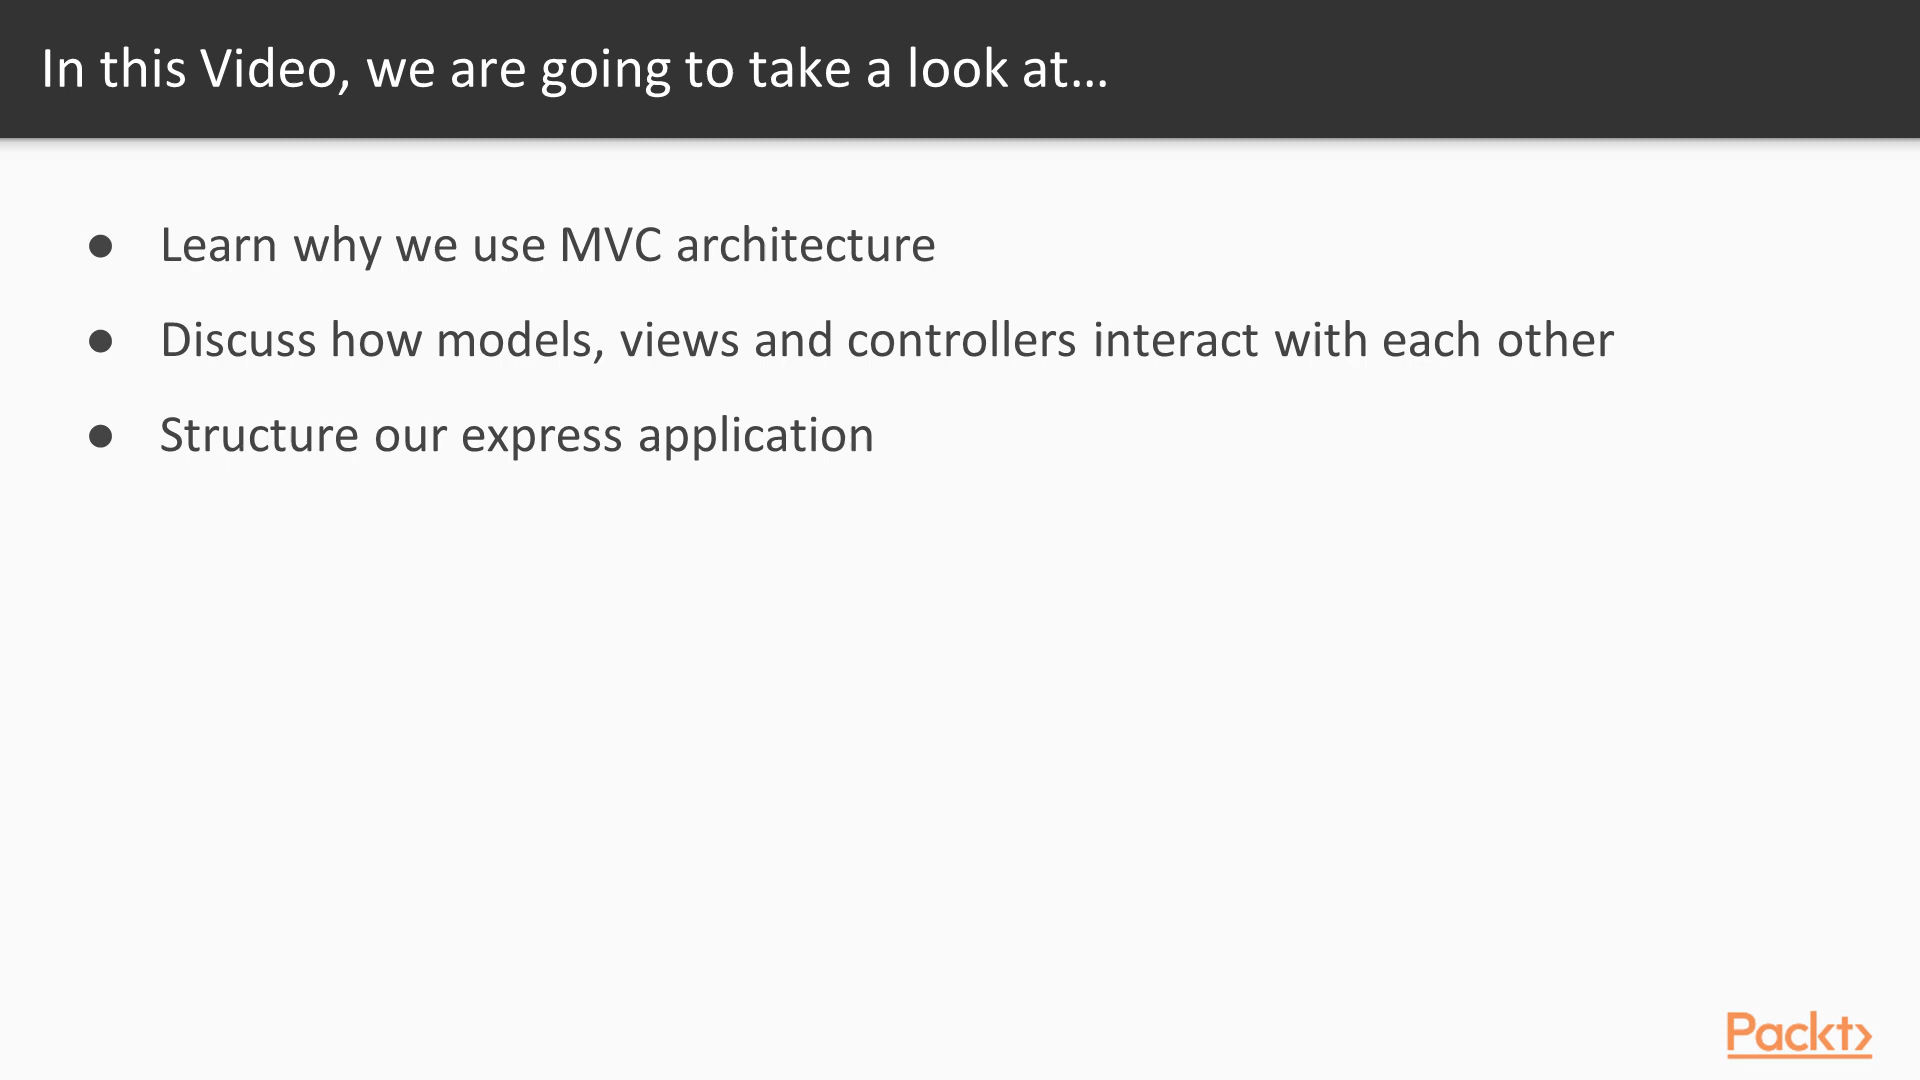 In this Video, we are going to take a look at...
● Learn why we use MVC architecture
● Discuss how models, views and controllers interact with each other
● Structure our express application
Packt>